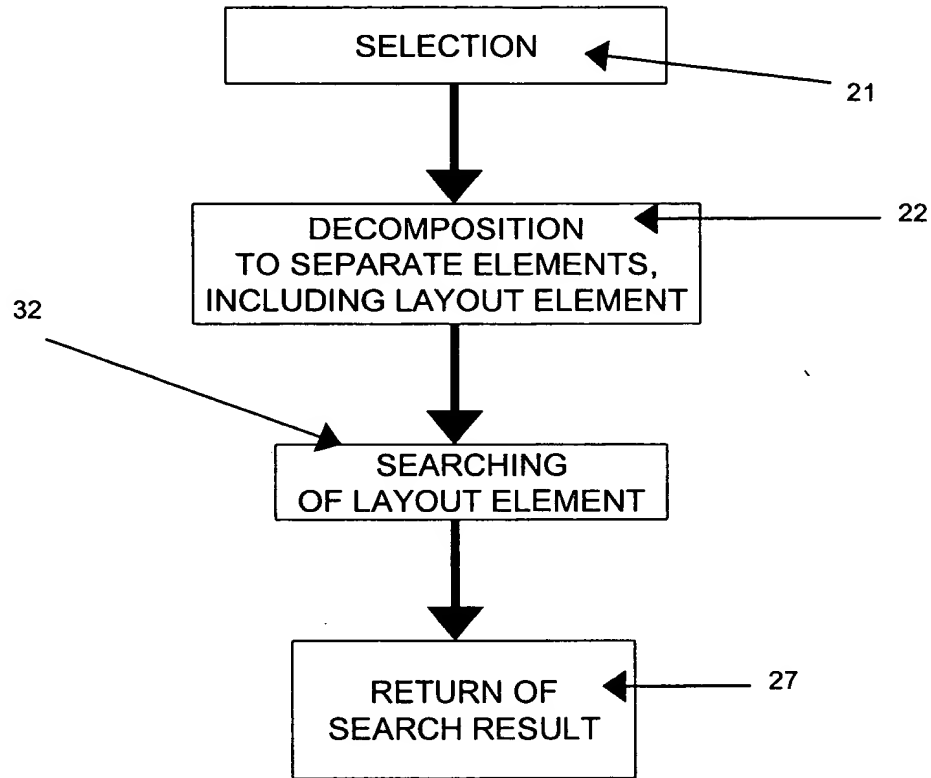 SELECTION
21
DECOMPOSITION
TO SEPARATE ELEMENTS,
INCLUDING LAYOUT ELEMENT
22
32
SEARCHING
OF LAYOUT ELEMENT
RETURN OF
SEARCH RESULT
27